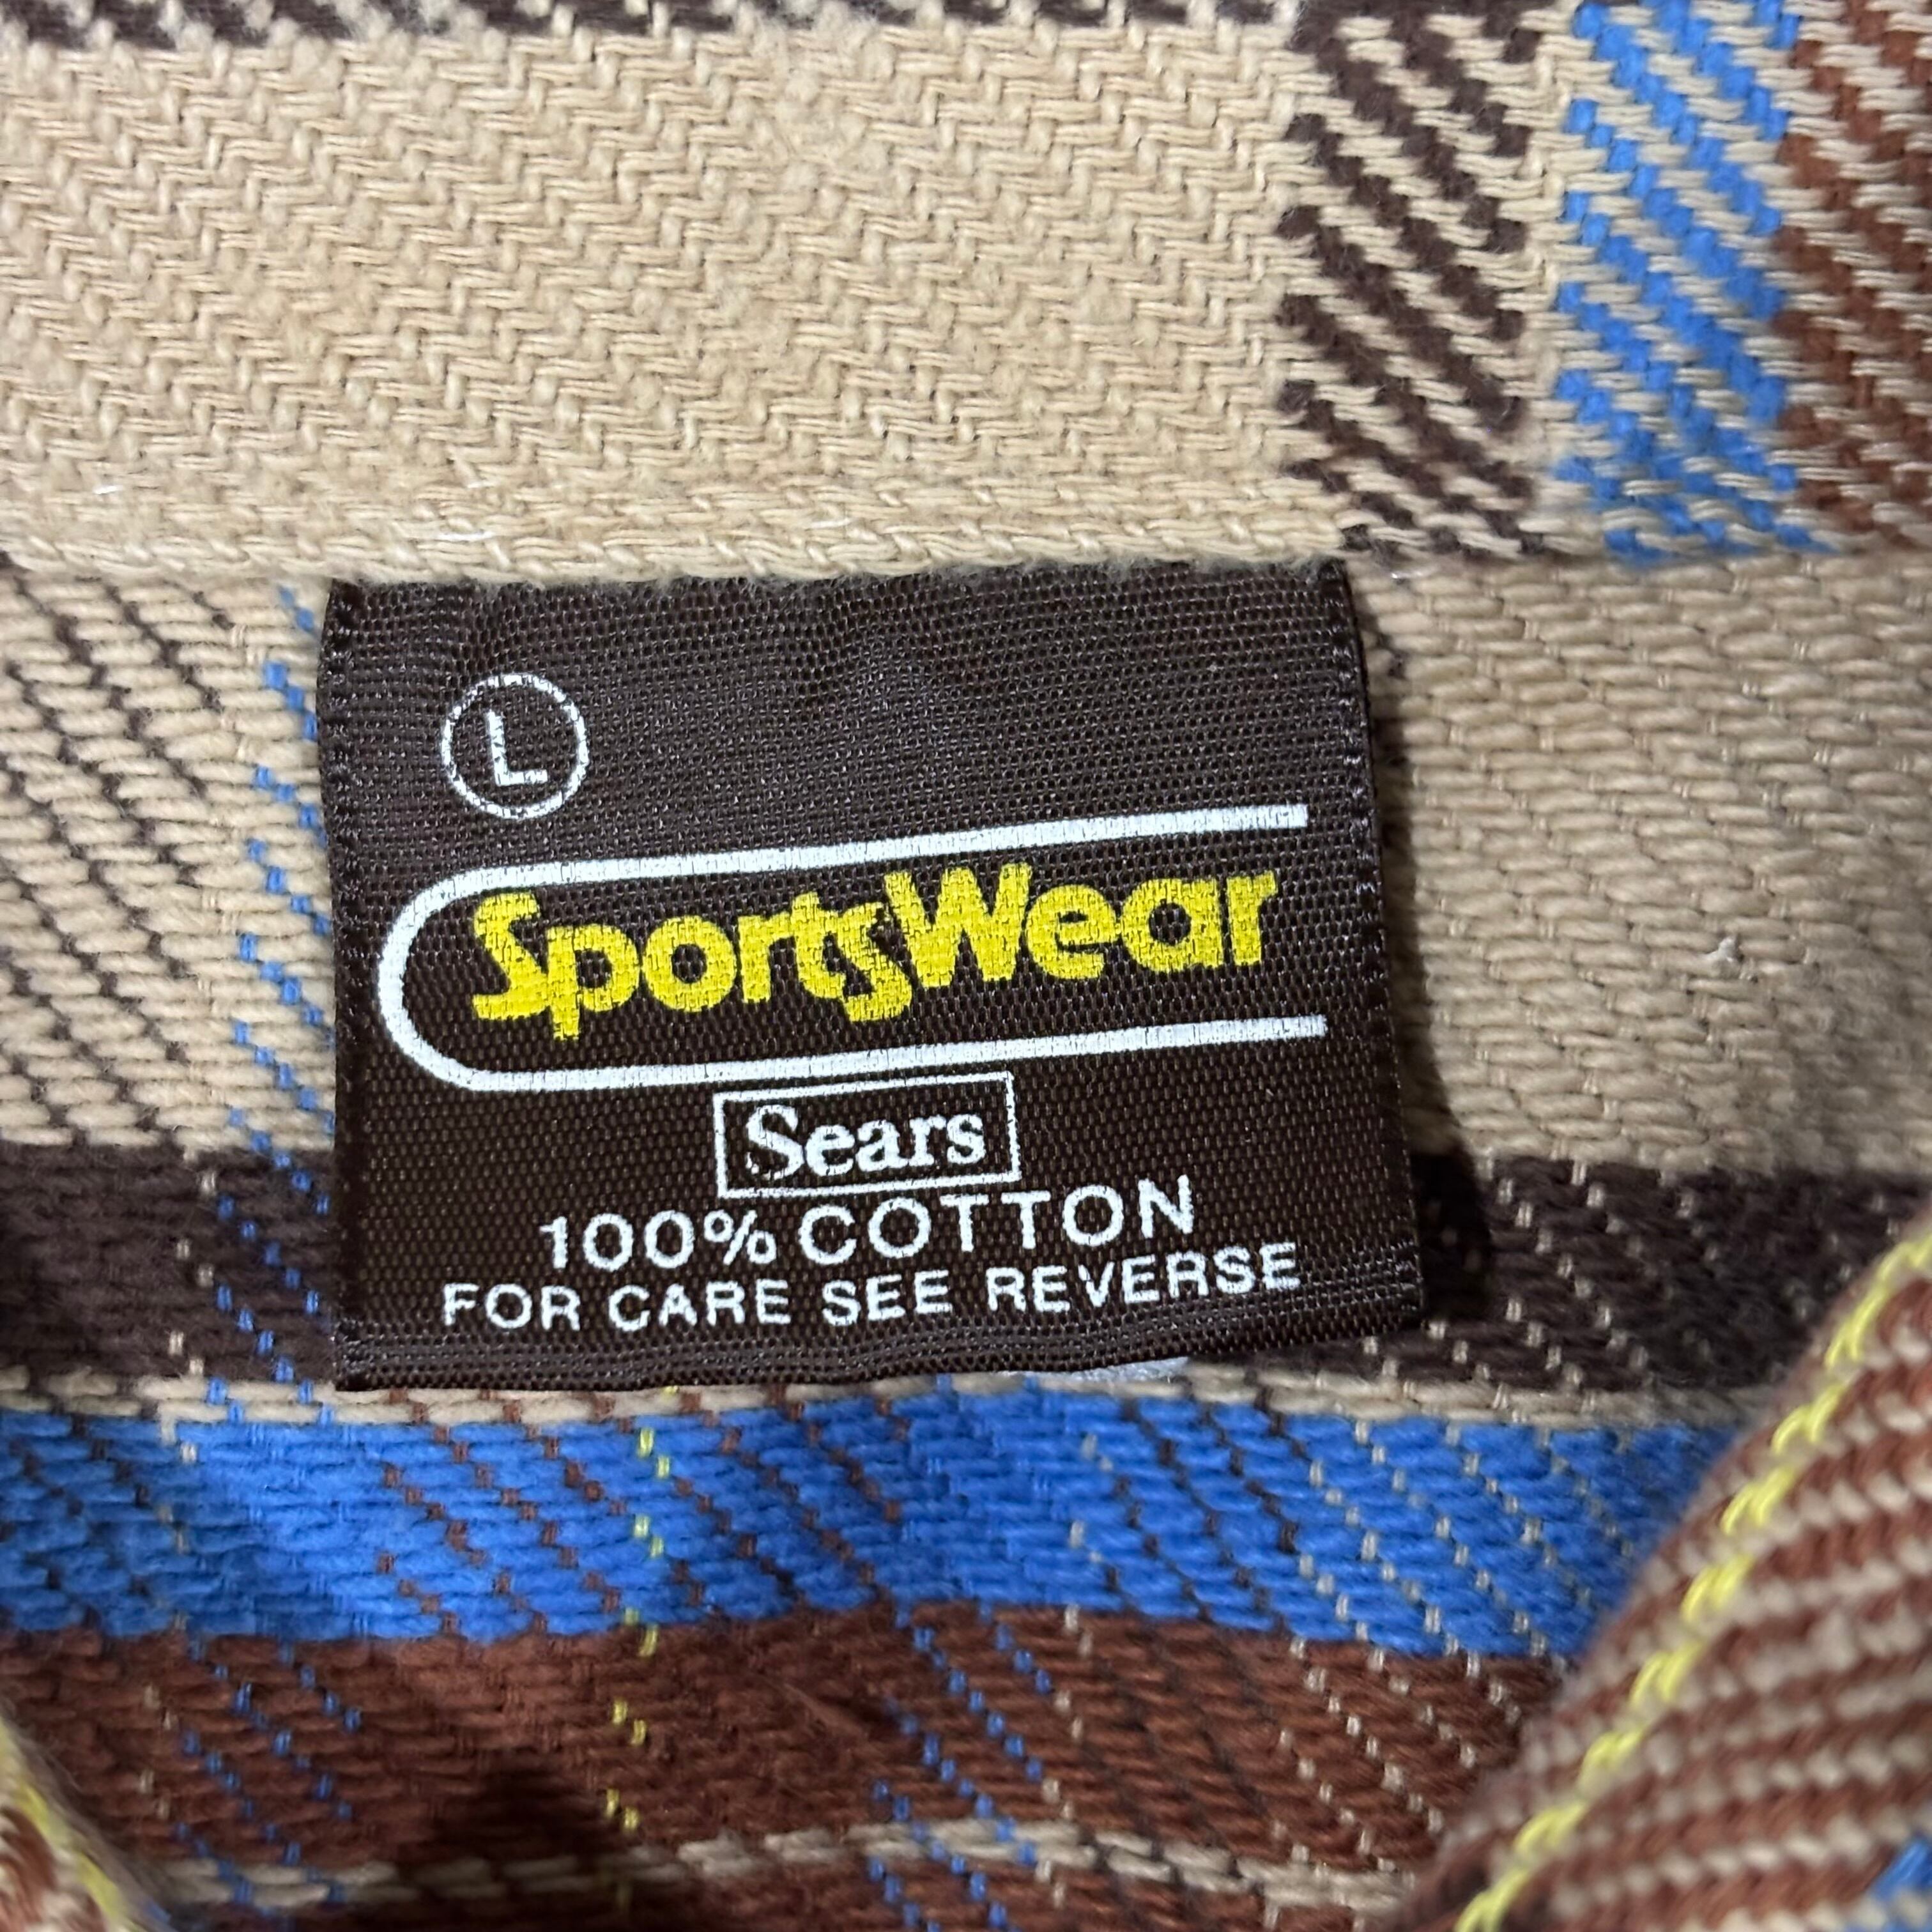 L
SportsWear
Sears
100% COTTON
FOR CARE SEE REVERSE